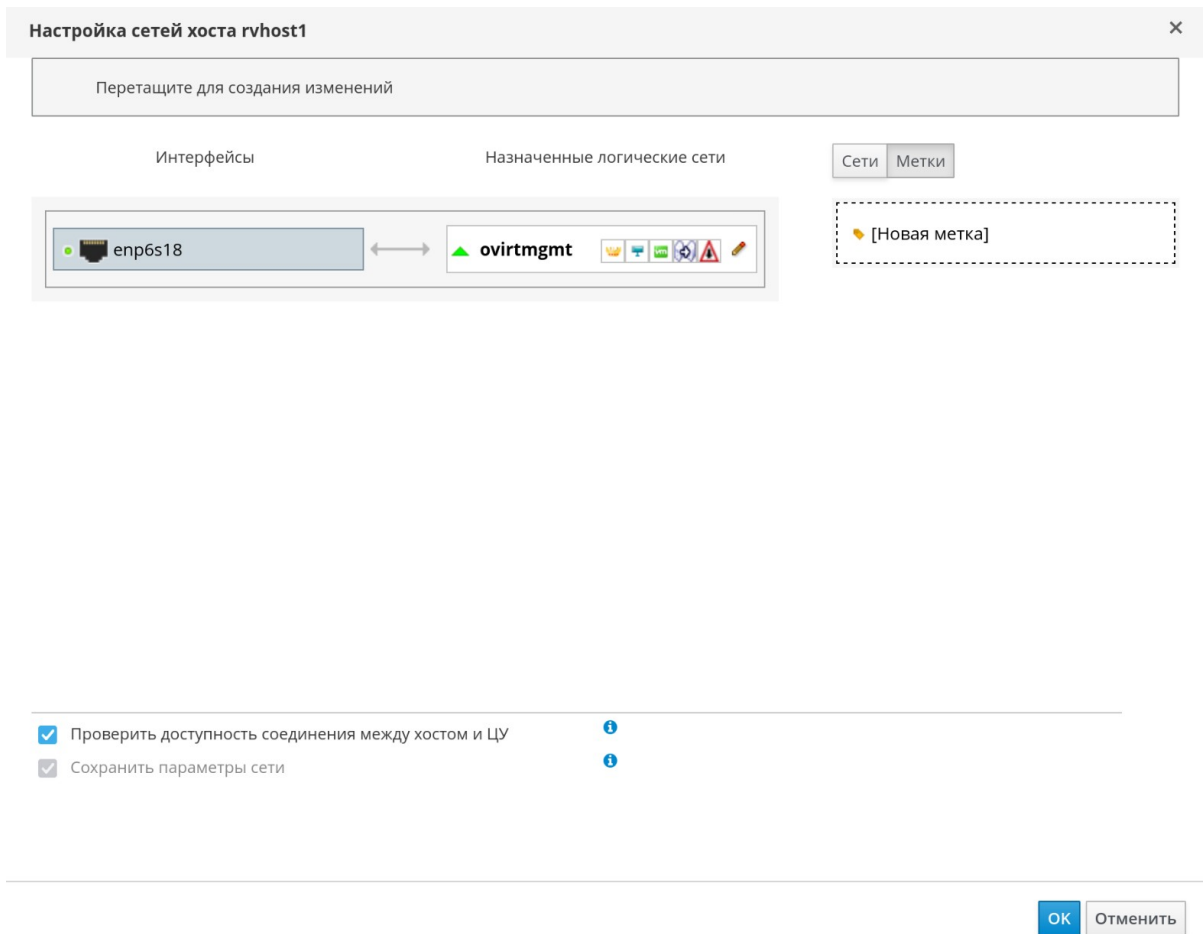 Настройка сетей хоста rvhost1
Перетащите для создания изменений
Интерфейсы
Назначенные логические сети
Сети
Метки
enp6s18
ovirtmgmt
vm
[Новая метка]
Проверить доступность соединения между хостом и ЦУ
Сохранить параметры сети
OK
Отменить